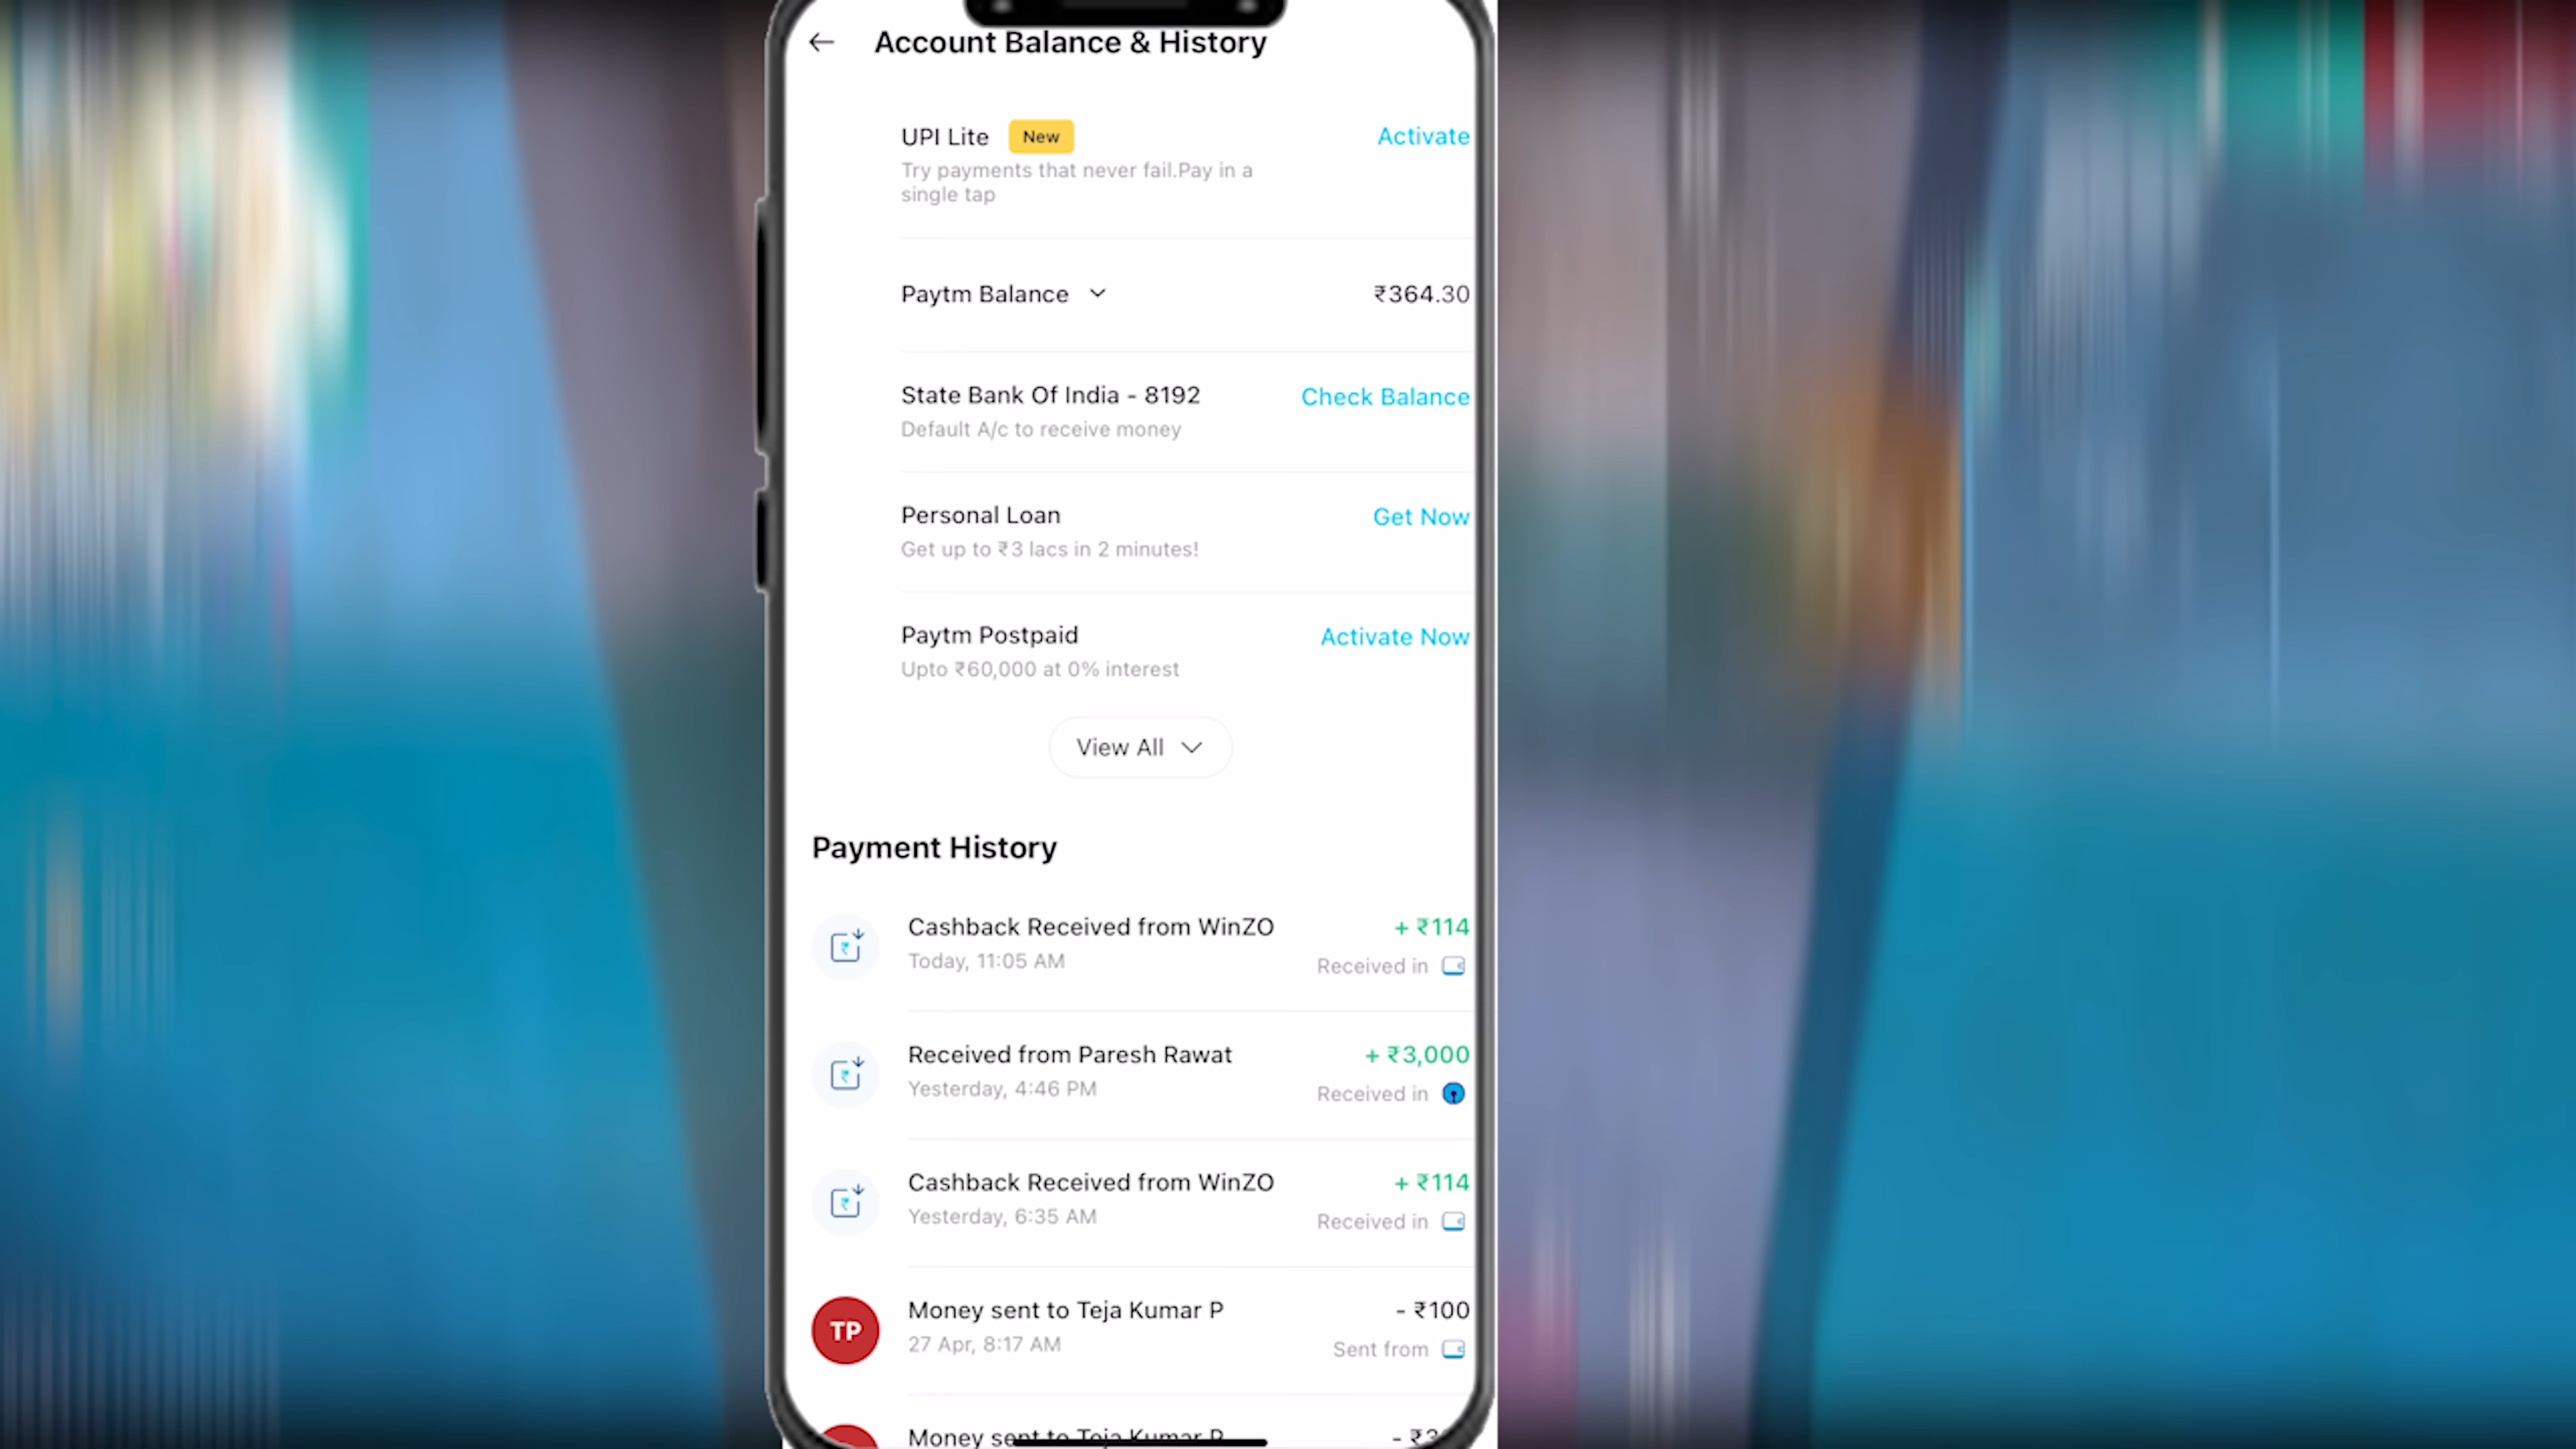 Account Balance & History
UPI Lite New Activate
Try payments that never fail.Pay in a
single tap
Paytm Balance ₹364.30
State Bank Of India - 8192 Check Balance
Default A/c to receive money
Personal Loan Get Now
Get up to ₹3 lacs in 2 minutes!
Paytm Postpaid Activate Now
Upto ₹60,000 at 0% interest
View All
Payment History
Cashback Received from WinZO + ₹114
Today, 11:05 AM Received in
Received from Paresh Rawat + ₹3,000
Yesterday, 4:46 PM Received in
Cashback Received from WinZO + ₹114
Yesterday, 6:35 AM Received in
TP Money sent to Teja Kumar P - ₹100
27 Apr, 8:17 AM Sent from
Money sent to Teja Kumar P